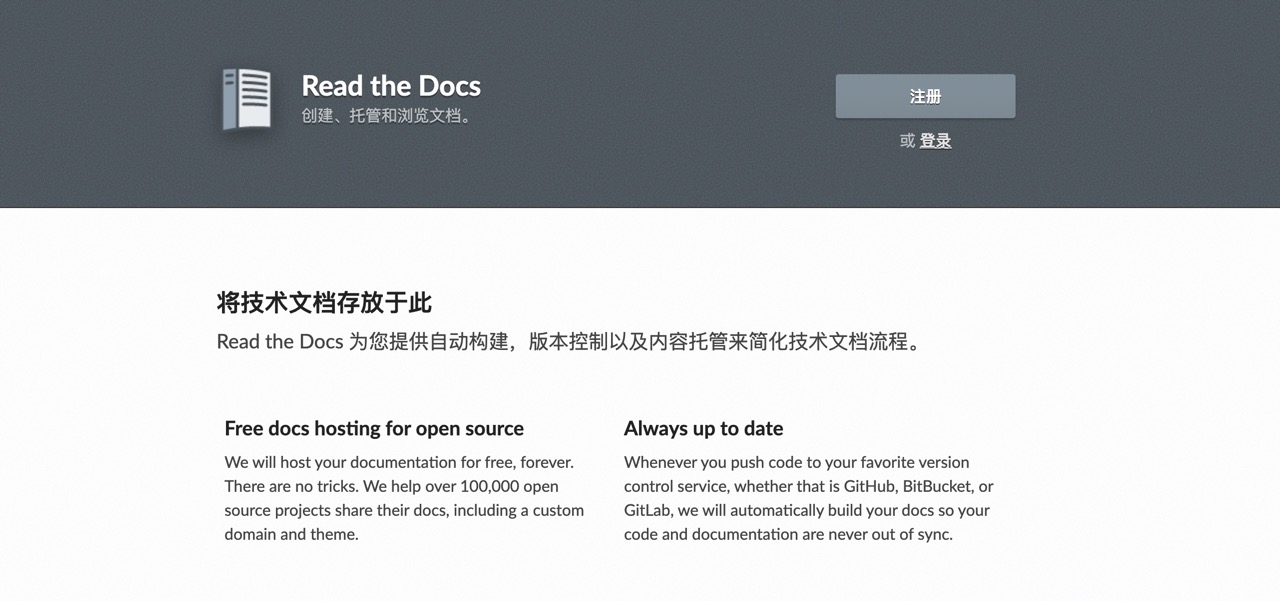 Read the Docs
创建、托管和浏览文档。
注册
或 登录
将技术文档存放于此
Read the Docs 为您提供自动构建，版本控制以及内容托管来简化技术文档流程。
Free docs hosting for open source
We will host your documentation for free, forever.
There are no tricks. We help over 100,000 open
source projects share their docs, including a custom
domain and theme.
Always up to date
Whenever you push code to your favorite version
control service, whether that is GitHub, BitBucket, or
GitLab, we will automatically build your docs so your
code and documentation are never out of sync.